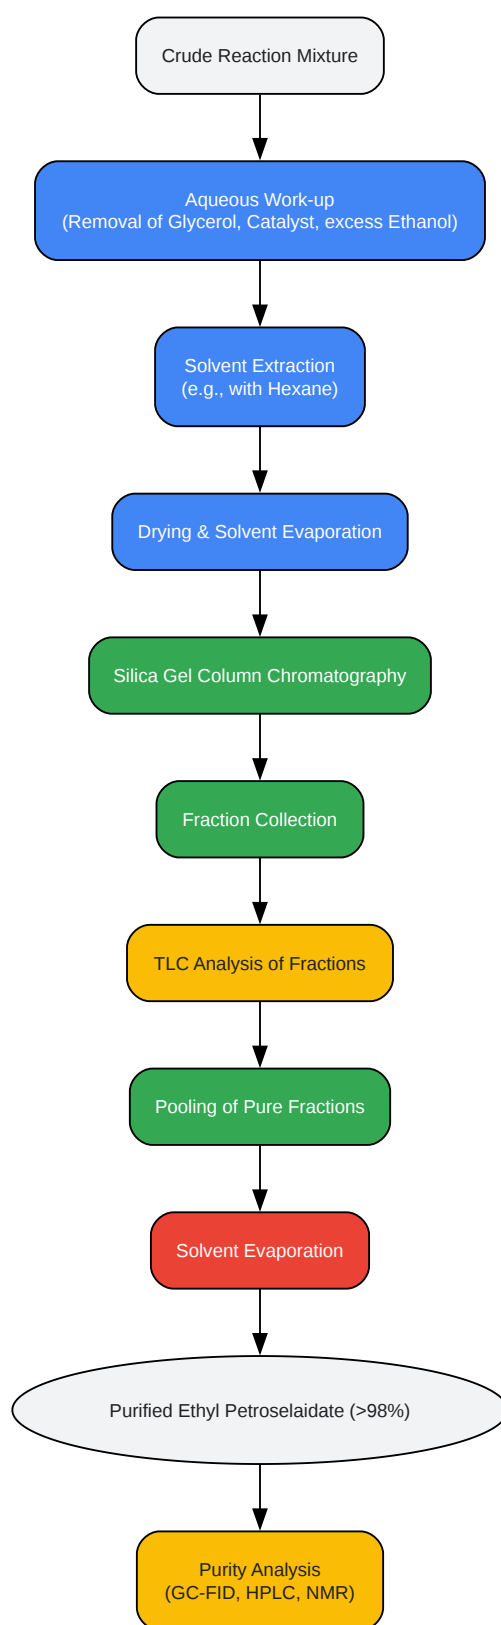 Crude Reaction Mixture
Aqueous Work-up
(Removal of Glycerol, Catalyst, excess Ethanol)
Solvent Extraction
(e.g., with Hexane)
Drying & Solvent Evaporation
Silica Gel Column Chromatography
Fraction Collection
TLC Analysis of Fractions
Pooling of Pure Fractions
Solvent Evaporation
Purified Ethyl Petroselaidate (>98%)
Purity Analysis
(GC-FID, HPLC, NMR)